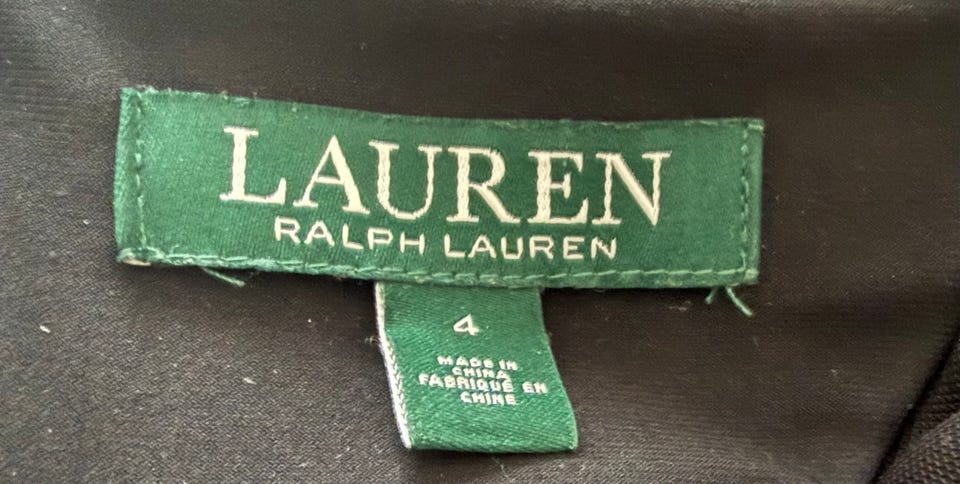 LAUREN
RALPH LAUREN
4
MADE IN
CHINA
FABRIQUÉ EN
CHINE